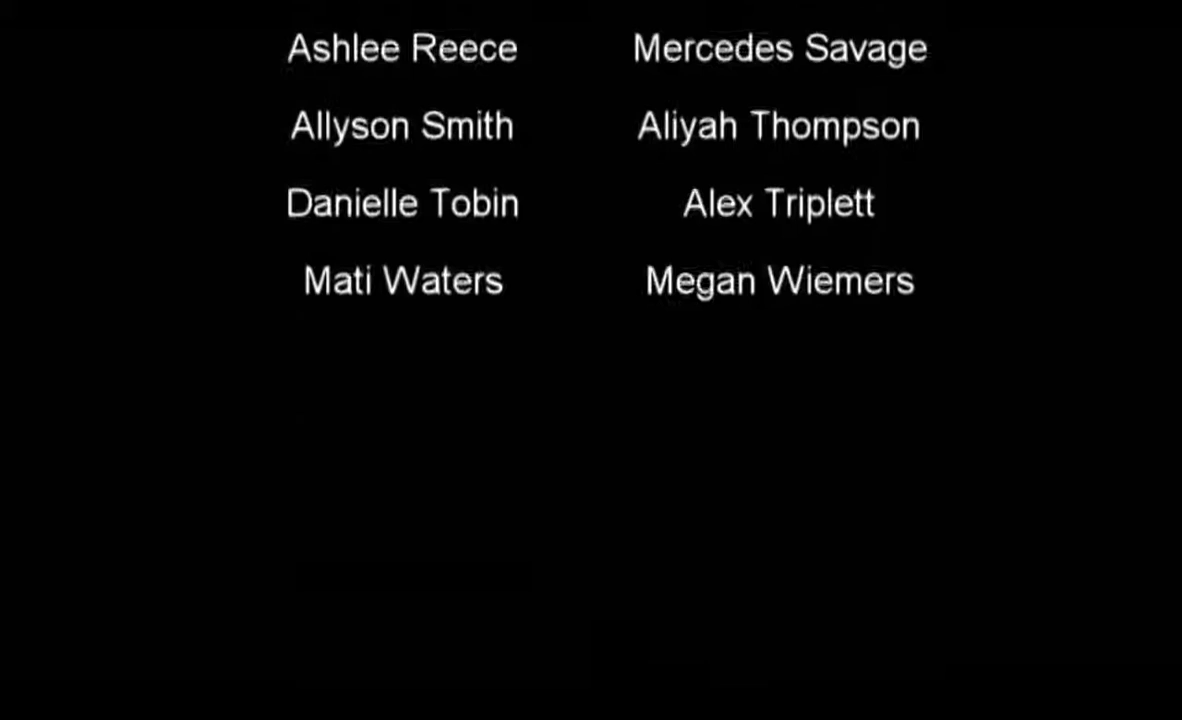 Ashlee Reece Mercedes Savage
Allyson Smith Aliyah Thompson
Danielle Tobin Alex Triplett
Mati Waters Megan Wiemers